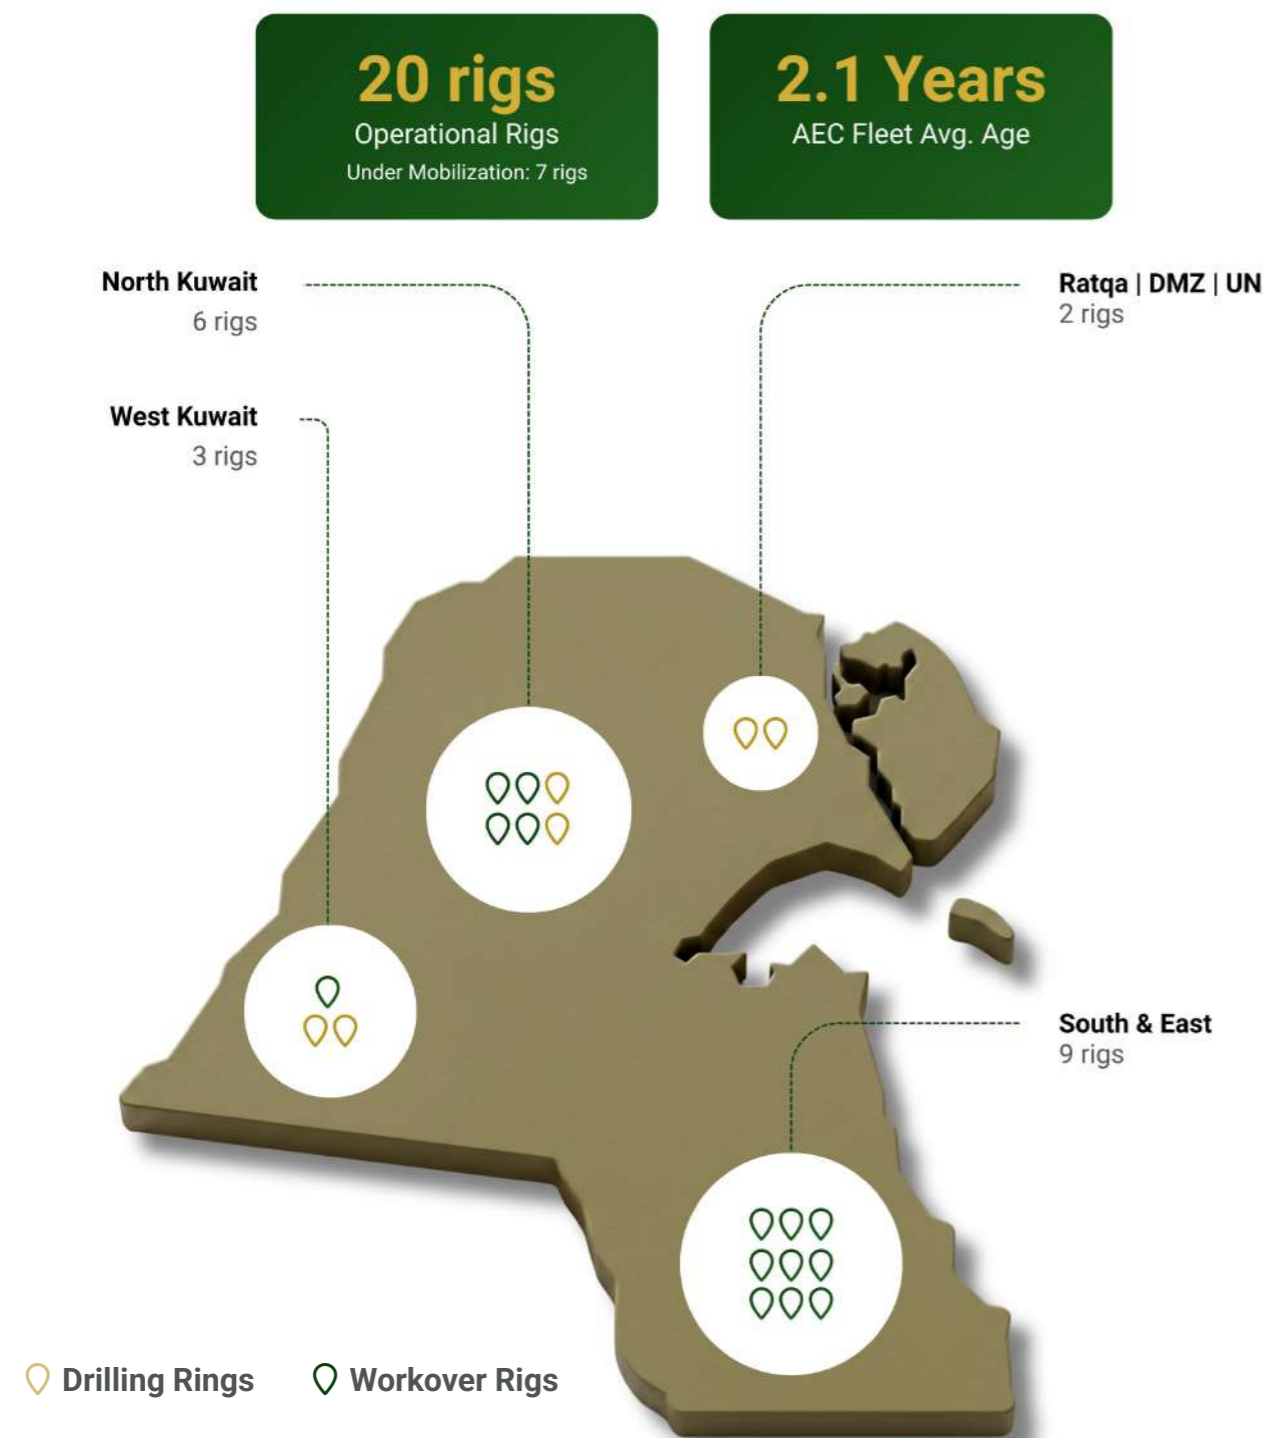 20 rigs
Operational Rigs
Under Mobilization: 7 rigs
2.1 Years
AEC Fleet Avg. Age
North Kuwait
6 rigs
Ratqa | DMZ | UN
2 rigs
West Kuwait
3 rigs
South & East
9 rigs
Drilling Rings
Workover Rigs